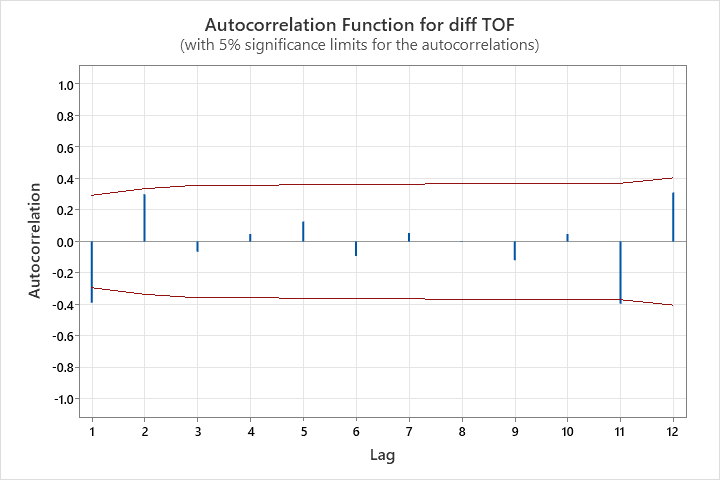 Autocorrelation Function for diff TOF
(with 5% significance limits for the autocorrelations)
Autocorrelation
1.0
0.8
0.6
0.4
0.2
0.0
-0.2
-0.4
-0.6
-0.8
-1.0
1 2 3 4 5 6 7 8 9 10 11 12
Lag